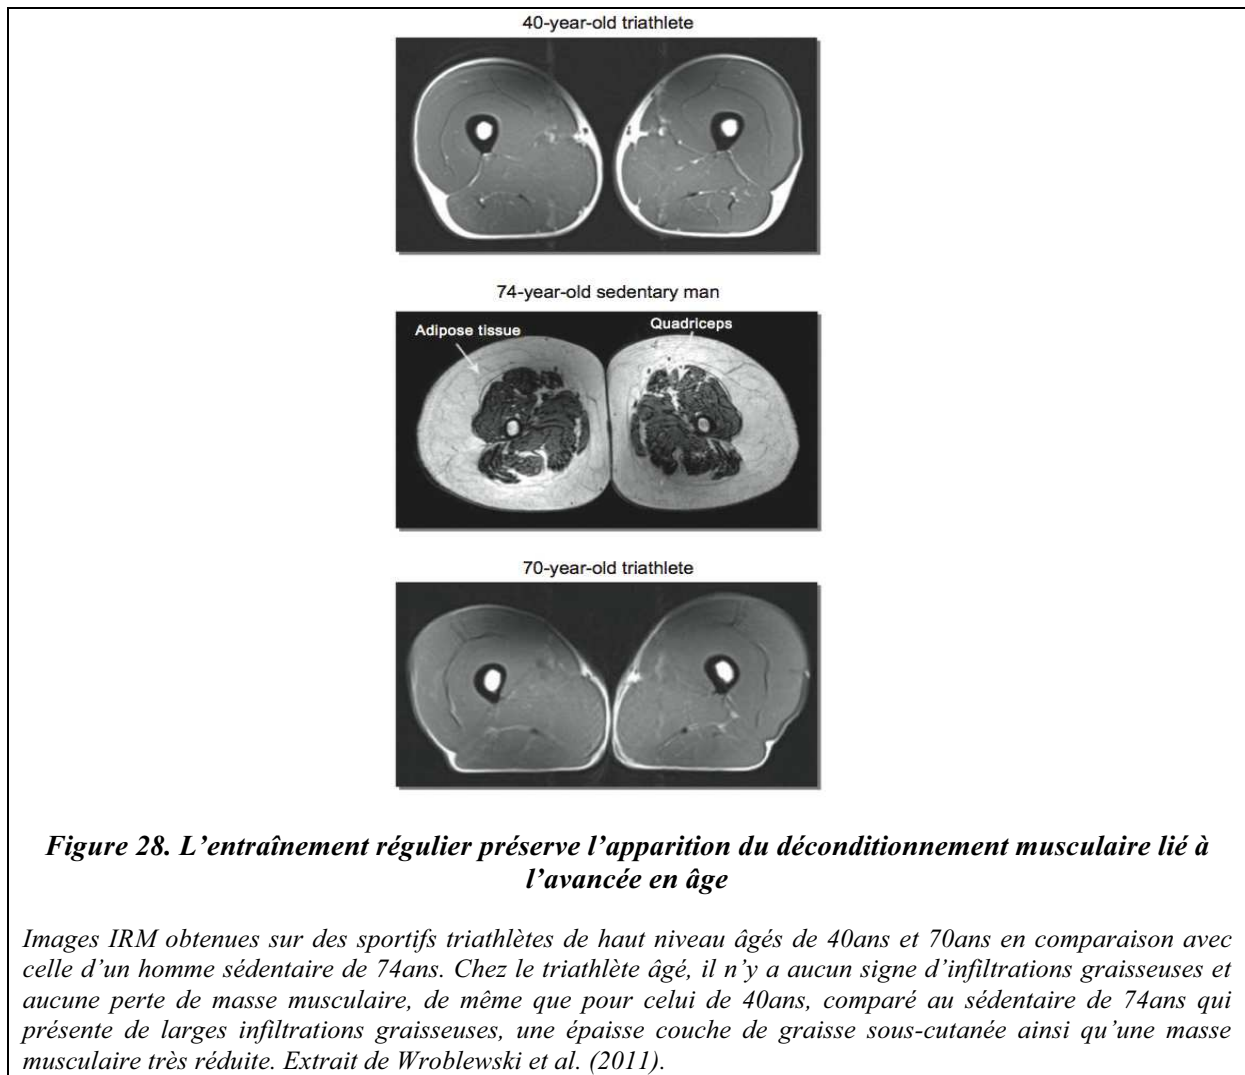 40-year-old triathlete
74-year-old sedentary man
Adipose tissue
Quadriceps
70-year-old triathlete
Figure 28. L’entraînement régulier préserve l’apparition du déconditionnement musculaire lié à
l’avancée en âge
Images IRM obtenues sur des sportifs triathlètes de haut niveau âgés de 40ans et 70ans en comparaison avec
celle d’un homme sédentaire de 74ans. Chez le triathlète âgé, il n’y a aucun signe d’infiltrations graisseuses et
aucune perte de masse musculaire, de même que pour celui de 40ans, comparé au sédentaire de 74ans qui
présente de larges infiltrations graisseuses, une épaisse couche de graisse sous-cutanée ainsi qu’une masse
musculaire très réduite. Extrait de Wroblewski et al. (2011).